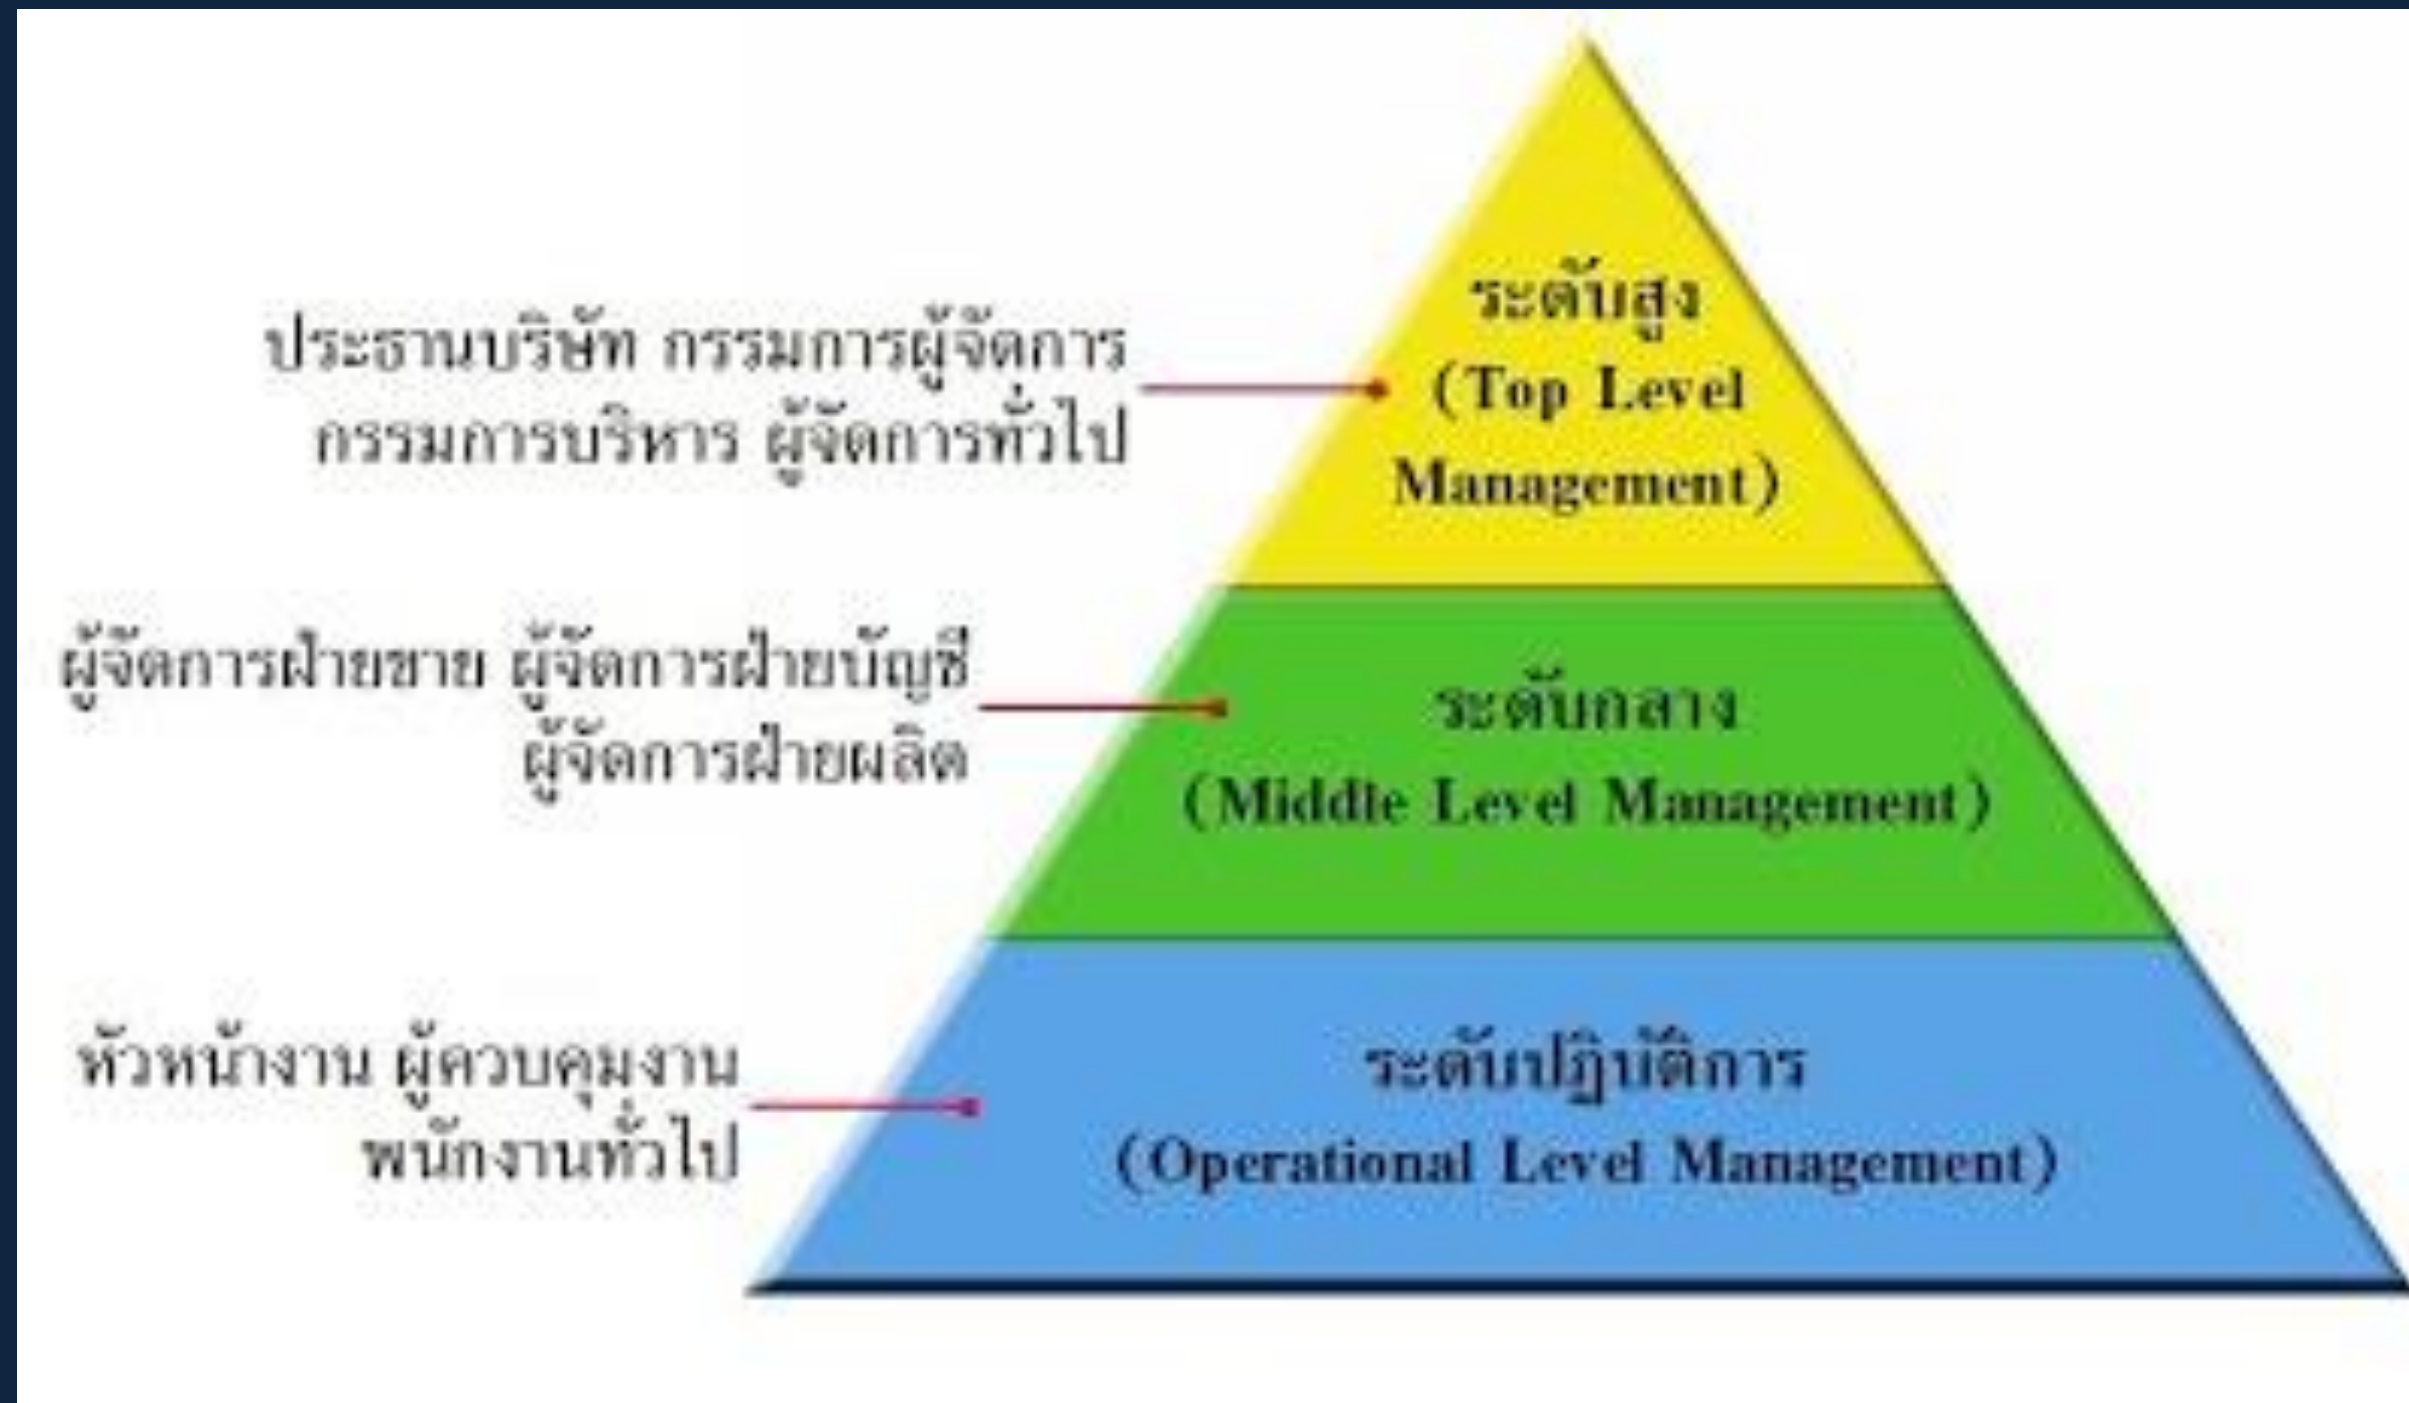 ระดับสูง
(Top Level
Management)
ประธานบริษัท กรรมการผู้จัดการ
กรรมการบริหาร ผู้จัดการทั่วไป
ระดับกลาง
(Middle Level Management)
ผู้จัดการฝ่ายขาย ผู้จัดการฝ่ายบัญชี
ผู้จัดการฝ่ายผลิต
ระดับปฏิบัติการ
(Operational Level Management)
หัวหน้างาน ผู้ควบคุมงาน
พนักงานทั่วไป